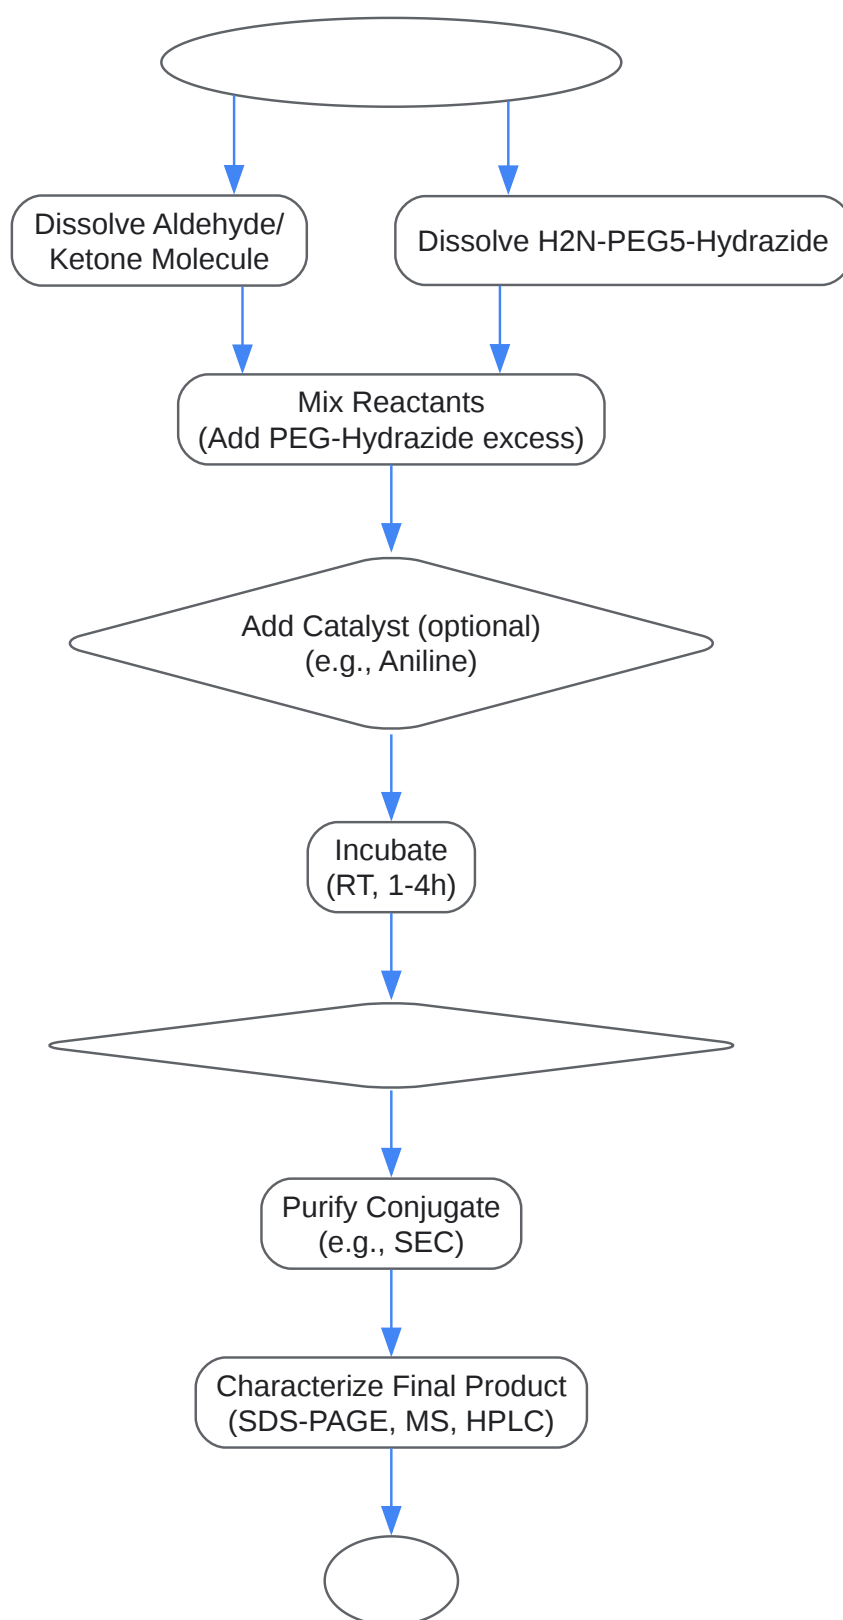 Dissolve Aldehyde/
Ketone Molecule
Dissolve H2N-PEG5-Hydrazide
Mix Reactants
(Add PEG-Hydrazide excess)
Add Catalyst (optional)
(e.g., Aniline)
Incubate
(RT, 1-4h)
Purify Conjugate
(e.g., SEC)
Characterize Final Product
(SDS-PAGE, MS, HPLC)